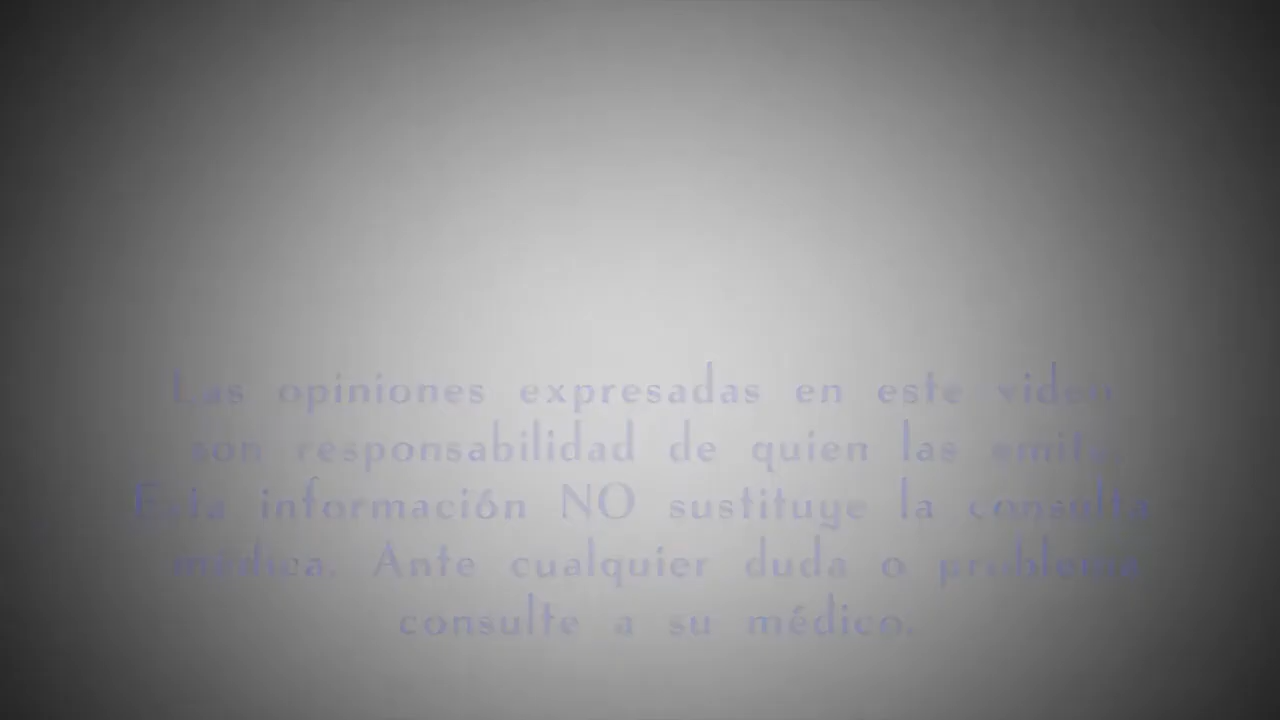 Las opiniones expresadas en este video
son responsabilidad de quien las emite.
Esta información NO sustituye la consulta
médica. Ante cualquier duda o problema
consulte a su médico.